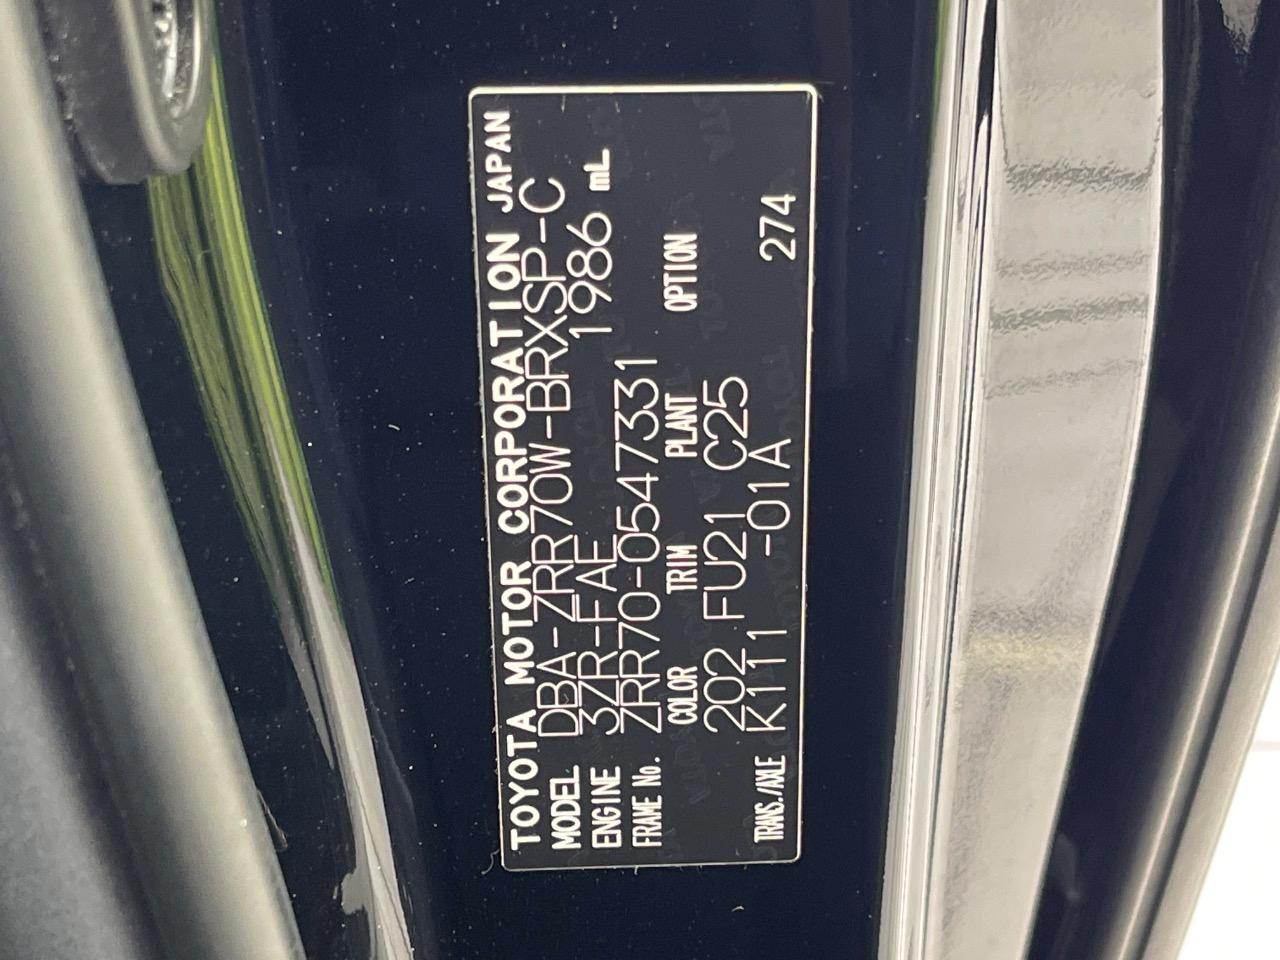 TOYOTA MOTOR CORPORATION JAPAN
MODEL DBA-ZRR70W-BRXSP-C
ENGINE 3ZR-FAE 1986 mL
FRAME No. ZRR70-0547331
COLOR TRIM PLANT OPTION
202 FU21 C25
TRANS./AXLE K111 -01A 274